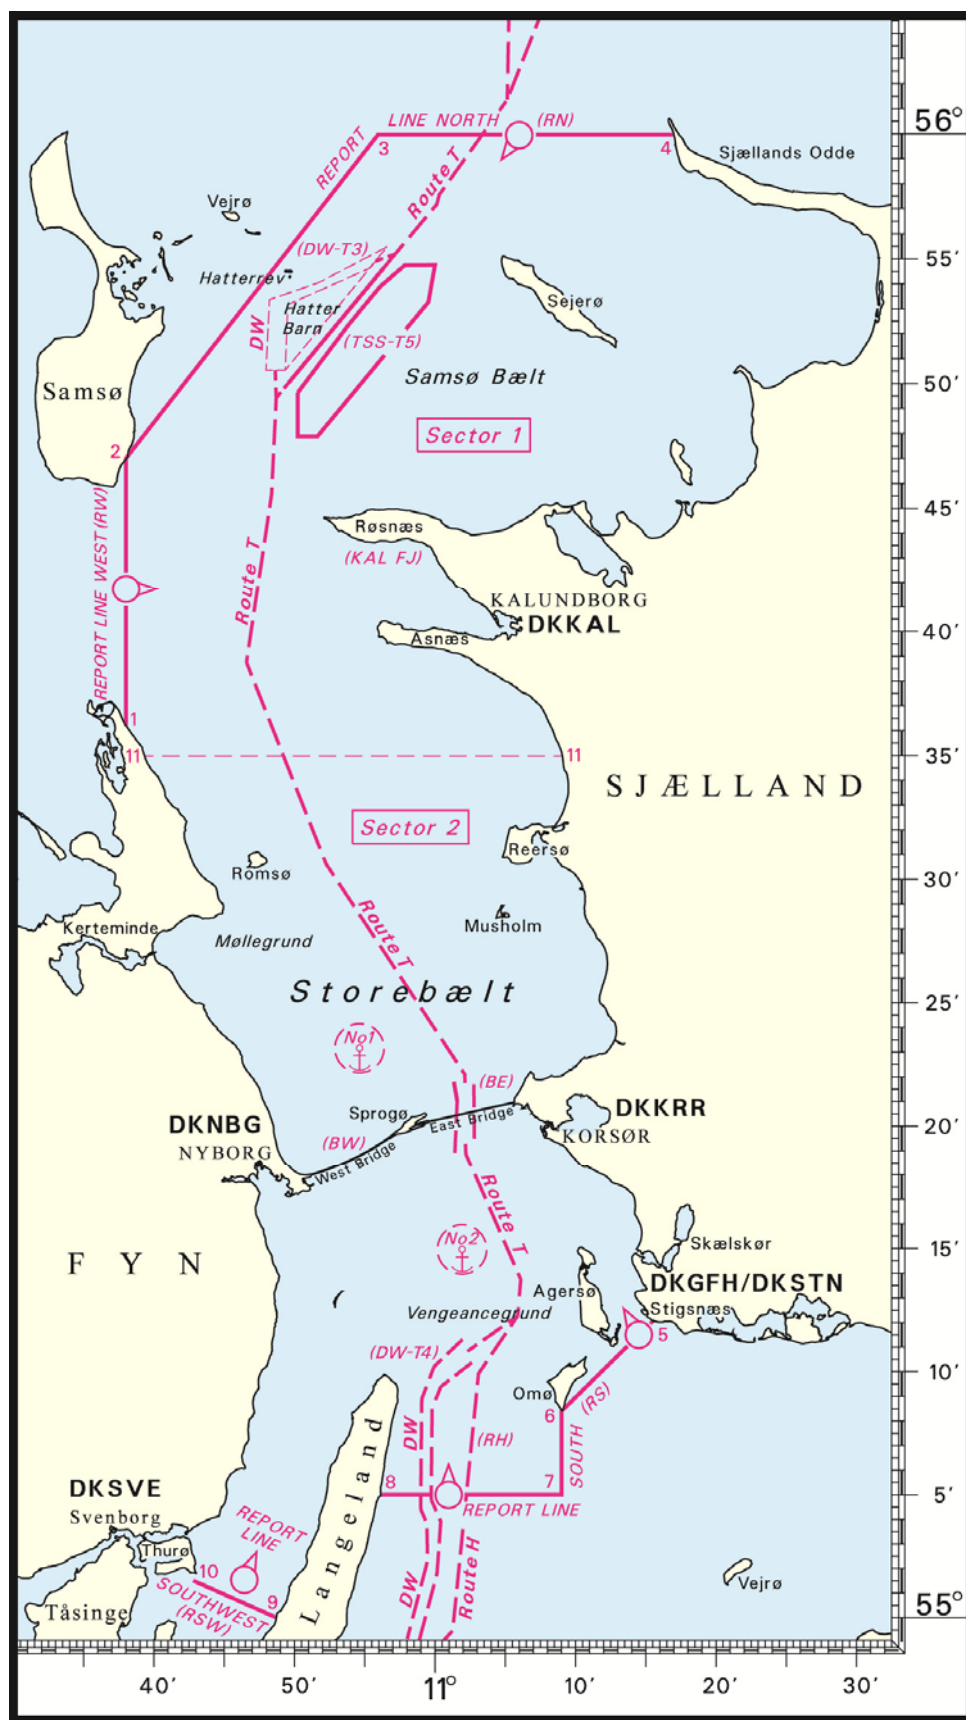 56°
LINE NORTH
(RN)
3
4
REPORT
Sjællands Odde
Route T
Vejrø
(DW-T3)
55′
Hatterrev
Sejerø
Hatter
Barn
DW
(TSS-T5)
Samsø Bælt
50′
Samsø
Sector 1
2
45′
REPORT LINE WEST (RW)
Røsnæs
(KAL FJ)
Route T
KALUNDBORG
DKKAL
40′
Asnæs
1
11
11
35′
SJÆLLAND
Sector 2
Reersø
Romsø
30′
Route T
Musholm
Kerteminde
Møllegrund
Storebælt
25′
No1
(BE)
Sprogø
East Bridge
DKKRR
KORSØR
DKNBG
NYBORG
(BW)
West Bridge
20′
Route T
No2
Skælskør
15′
FYN
DKGFH/DKSTN
Agersø
Stigsnæs
Vengeancegrund
5
(DW-T4)
10′
Omø
6
(RS)
SOUTH
DW
(RH)
Langeland
8
7
5′
REPORT LINE
DKSVE
Svenborg
REPORT
LINE
Thurø
10
9
SOUTHWEST
(RSW)
DW
Route H
Vejrø
Tåsinge
55°
40′
50′
11°
10′
20′
30′